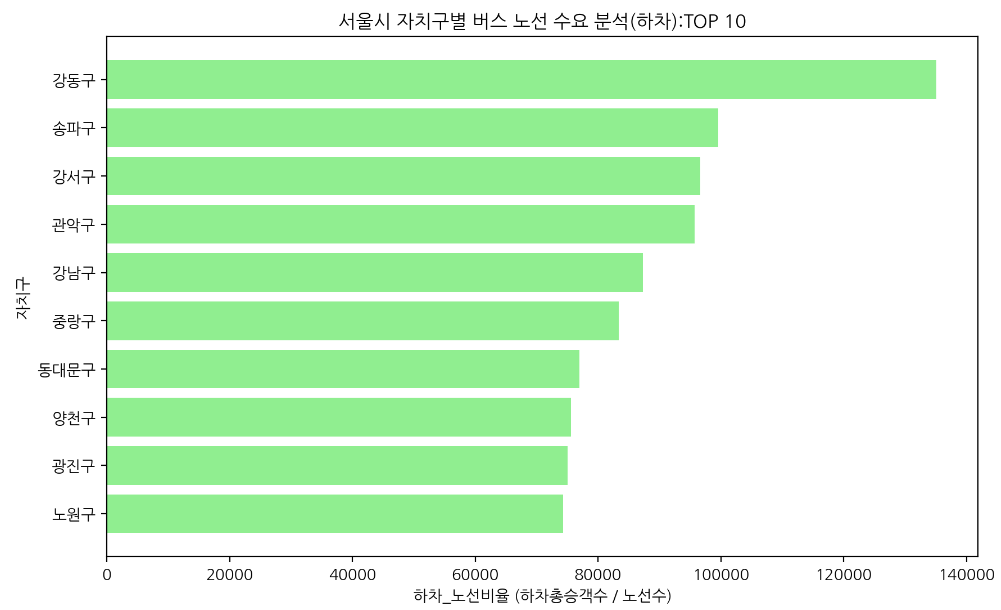 서울시 자치구별 버스 노선 수요 분석(하차):TOP 10
자치구
강동구
송파구
강서구
관악구
강남구
중랑구
동대문구
양천구
광진구
노원구
0 20000 40000 60000 80000 100000 120000 140000
하차_노선비율 (하차총승객수 / 노선수)